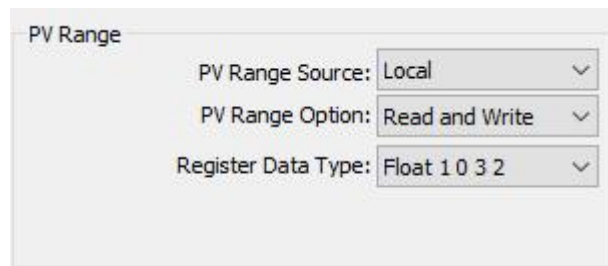 PV Range
PV Range Source: Local
PV Range Option: Read and Write
Register Data Type: Float 1 0 3 2